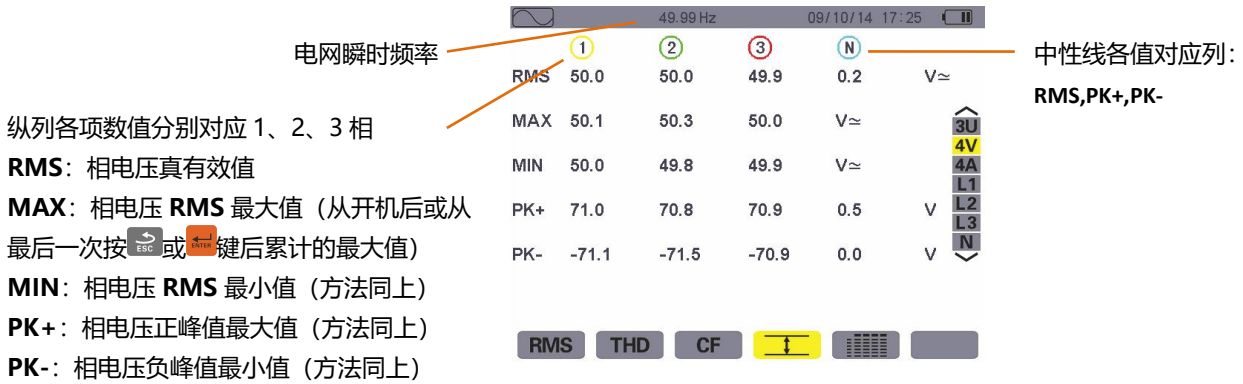 49.99 Hz 09/10/14 17:25
电网瞬时频率
1 2 3 N
中性线各值对应列：
RMS,PK+,PK-
RMS 50.0 50.0 49.9 0.2 V≃
MAX 50.1 50.3 50.0 V≃
MIN 50.0 49.8 49.9 V≃
PK+ 71.0 70.8 70.9 0.5 V
PK- -71.1 -71.5 -70.9 0.0 V
3U
4V
4A
L1
L2
L3
N
RMS THD CF
纵列各项数值分别对应 1、2、3 相
RMS：相电压真有效值
MAX：相电压 RMS 最大值（从开机后或从
最后一次按 ESC 或 ENTER 键后累计的最大值）
MIN：相电压 RMS 最小值（方法同上）
PK+：相电压正峰值最大值（方法同上）
PK-：相电压负峰值最小值（方法同上）